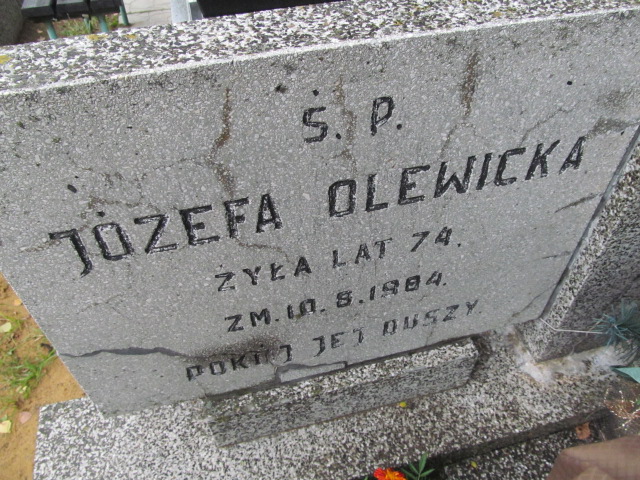 Ś. P.
JÓZEFA OLEWICKA
ŻYŁA LAT 74.
ZM. 10. 8. 1984.
POKÓJ JEJ DUSZY.